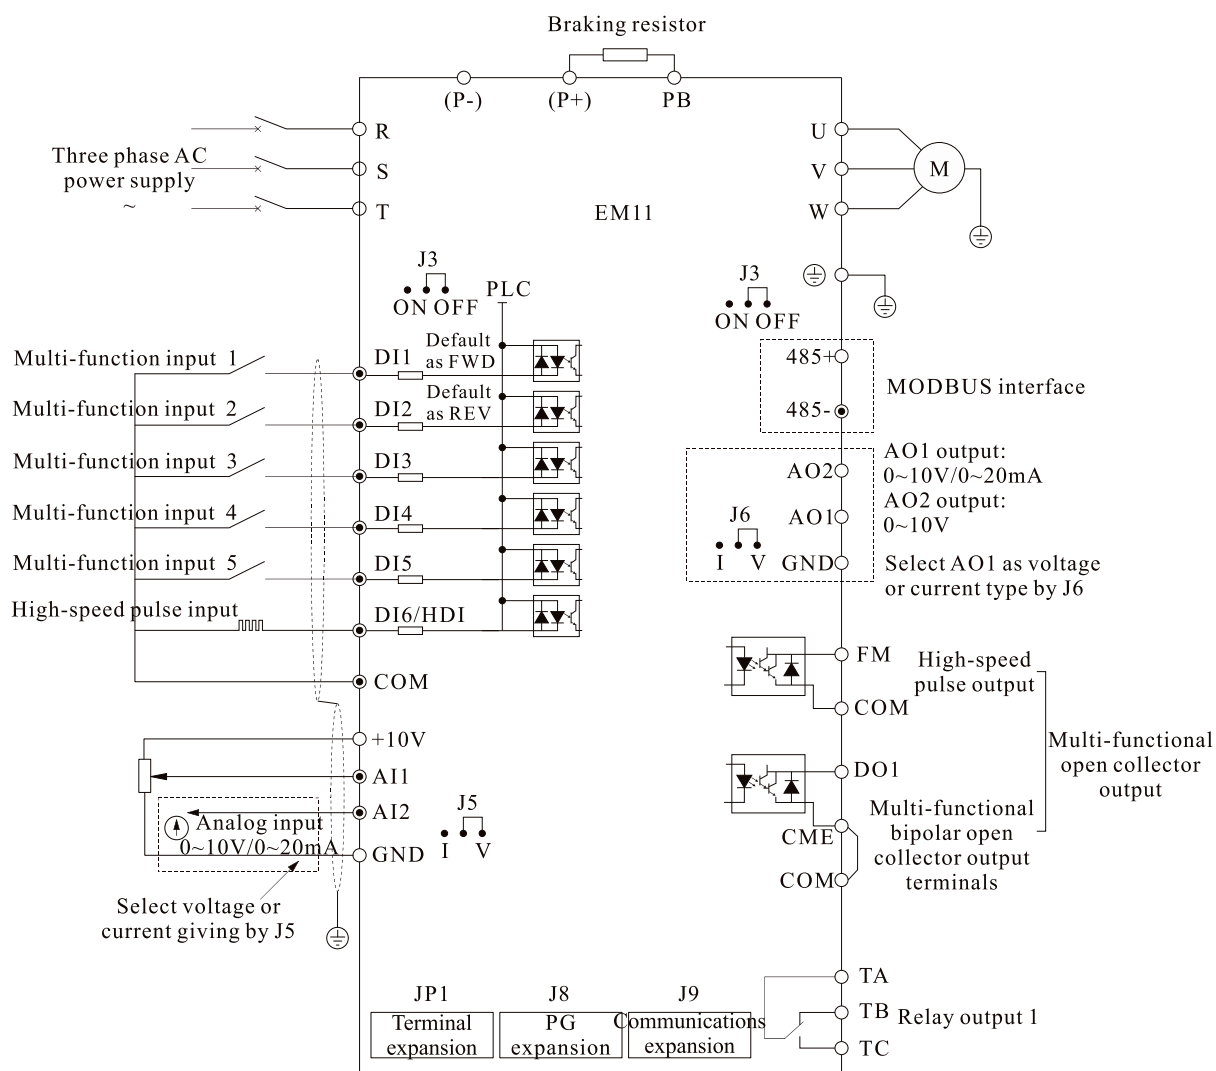 Braking resistor
(P-)
(P+)
PB
R
Three phase AC
power supply
~
S
T
EM11
U
V
W
M
J3
ON OFF
PLC
J3
ON OFF
Multi-function input 1
DI1
Default
as FWD
Multi-function input 2
DI2
Default
as REV
Multi-function input 3
DI3
Multi-function input 4
DI4
Multi-function input 5
DI5
High-speed pulse input
DI6/HDI
COM
+10V
AI1
AI2
Analog input
0~10V/0~20mA
GND
J5
I V
Select voltage or
current giving by J5
485+
485-
MODBUS interface
AO2
AO1
GND
J6
I V
AO1 output:
0~10V/0~20mA
AO2 output:
0~10V
Select AO1 as voltage
or current type by J6
FM
High-speed
pulse output
COM
Multi-functional
open collector
output
DO1
Multi-functional
bipolar open
collector output
terminals
CME
COM
TA
TB
Relay output 1
TC
JP1
Terminal
expansion
J8
PG
expansion
J9
Communications
expansion